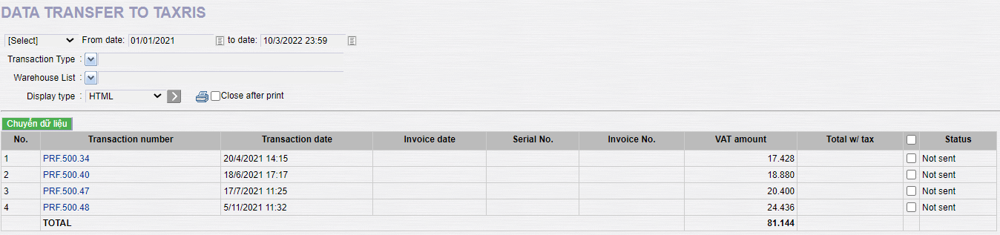 DATA TRANSFER TO TAXRIS
[Select] From date: 01/01/2021 to date: 10/3/2022 23:59
Transaction Type :
Warehouse List :
Display type : HTML Close after print
Chuyển dữ liệu
No. Transaction number Transaction date Invoice date Serial No. Invoice No. VAT amount Total w/ tax Status
1 PRF.500.34 20/4/2021 14:15 17.428 Not sent
2 PRF.500.40 18/6/2021 17:17 18.880 Not sent
3 PRF.500.47 17/7/2021 11:25 20.400 Not sent
4 PRF.500.48 5/11/2021 11:32 24.436 Not sent
TOTAL 81.144